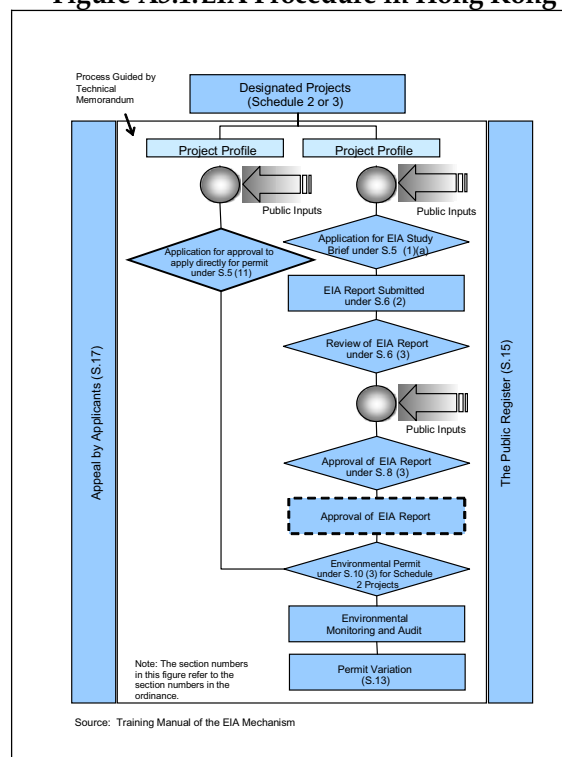 Figure A5.1:EIA Procedure in Hong Kong
Process Guided by
Technical
Memorandum
Designated Projects
(Schedule 2 or 3)
Project Profile
Project Profile
Public Inputs
Public Inputs
Application for approval to
apply directly for permit
under S.5 (11)
Application for EIA Study
Brief under S.5 (1)(a)
EIA Report Submitted
under S.6 (2)
Review of EIA Report
under S.6 (3)
Public Inputs
Approval of EIA Report
under S.8 (3)
Approval of EIA Report
Environmental Permit
under S.10 (3) for Schedule
2 Projects
Environmental
Monitoring and Audit
Permit Variation
(S.13)
Appeal by Applicants (S.17)
The Public Register (S.15)
Note: The section numbers
in this figure refer to the
section numbers in the
ordinance.
Source: Training Manual of the EIA Mechanism